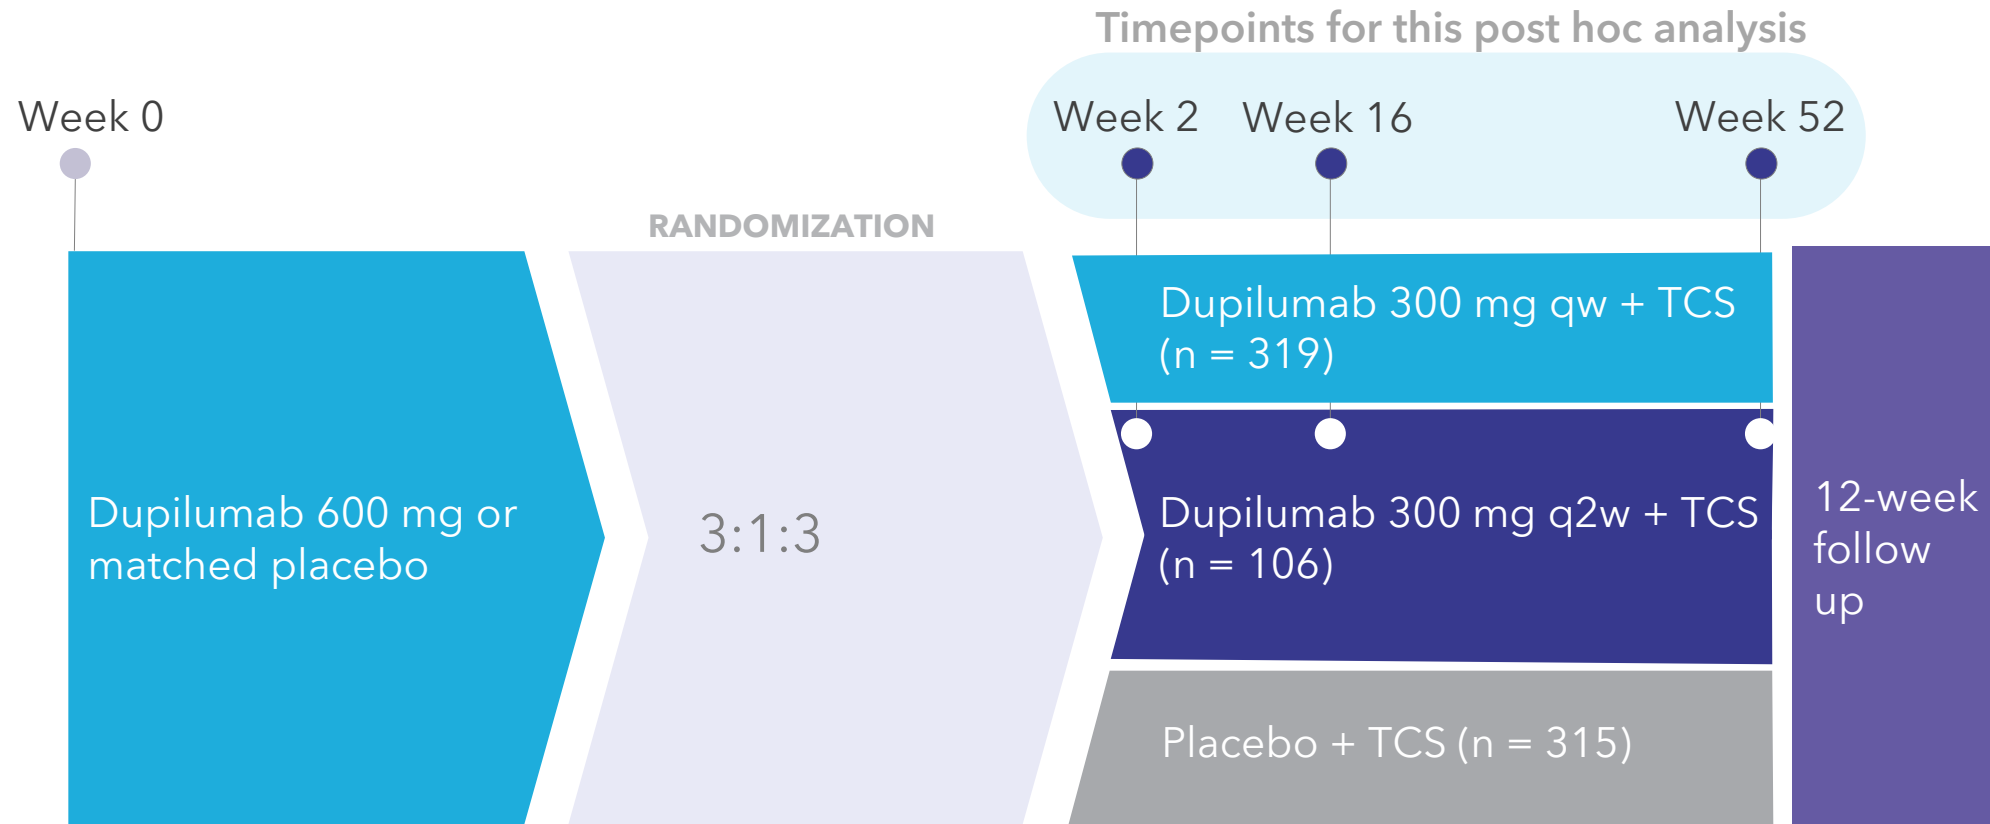 Timepoints for this post hoc analysis
Week 0
Week 2
Week 16
Week 52
RANDOMIZATION
Dupilumab 600 mg or
matched placebo
3:1:3
Dupilumab 300 mg qw + TCS
(n = 319)
Dupilumab 300 mg q2w + TCS
(n = 106)
Placebo + TCS (n = 315)
12-week
follow
up